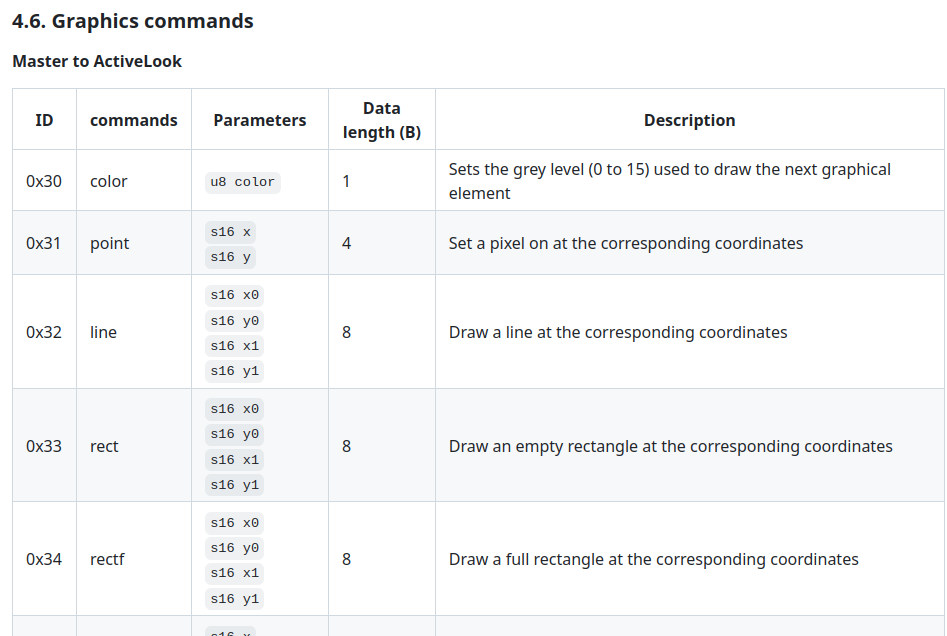 4.6. Graphics commands
Master to ActiveLook
ID commands Parameters Data length (B) Description
0x30 color u8 color 1 Sets the grey level (0 to 15) used to draw the next graphical
element
0x31 point s16 x 4 Set a pixel on at the corresponding coordinates
s16 y
0x32 line s16 x0 8 Draw a line at the corresponding coordinates
s16 y0
s16 x1
s16 y1
0x33 rect s16 x0 8 Draw an empty rectangle at the corresponding coordinates
s16 y0
s16 x1
s16 y1
0x34 rectf s16 x0 8 Draw a full rectangle at the corresponding coordinates
s16 y0
s16 x1
s16 y1